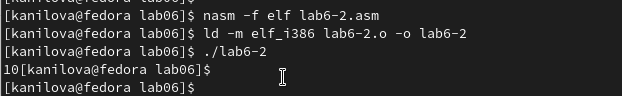 [kanilova@fedora lab06]$ nasm -f elf lab6-2.asm
[kanilova@fedora lab06]$ ld -m elf_i386 lab6-2.o -o lab6-2
[kanilova@fedora lab06]$ ./lab6-2
10[kanilova@fedora lab06]$
[kanilova@fedora lab06]$